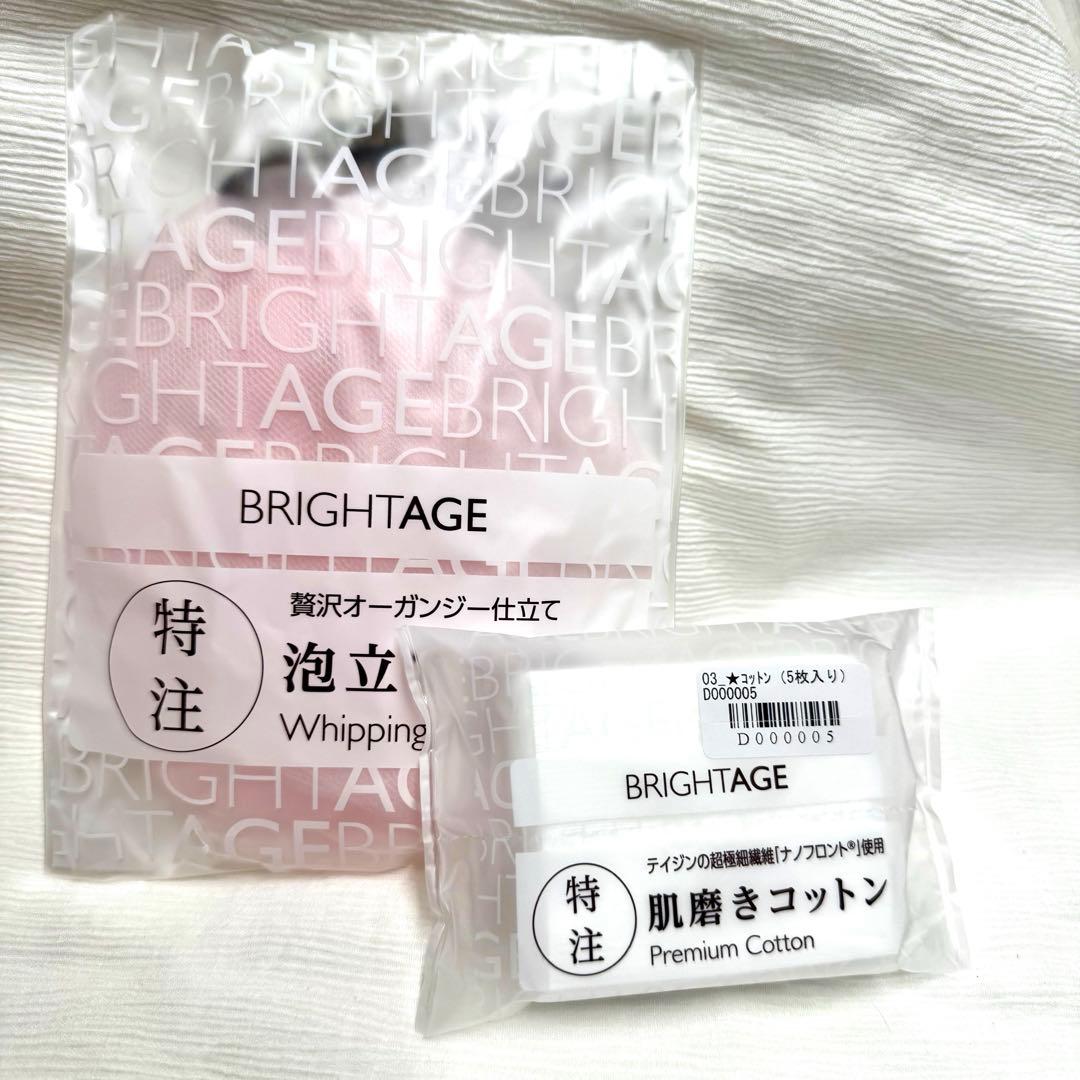 BRIGHTAGE
特注
贅沢オーガンジー仕立て
泡立
Whipping
03_★コットン（5枚入り）
D000005
D000005
BRIGHTAGE
テイジンの超極細繊維「ナノフロント®」使用
特注
肌磨きコットン
Premium Cotton